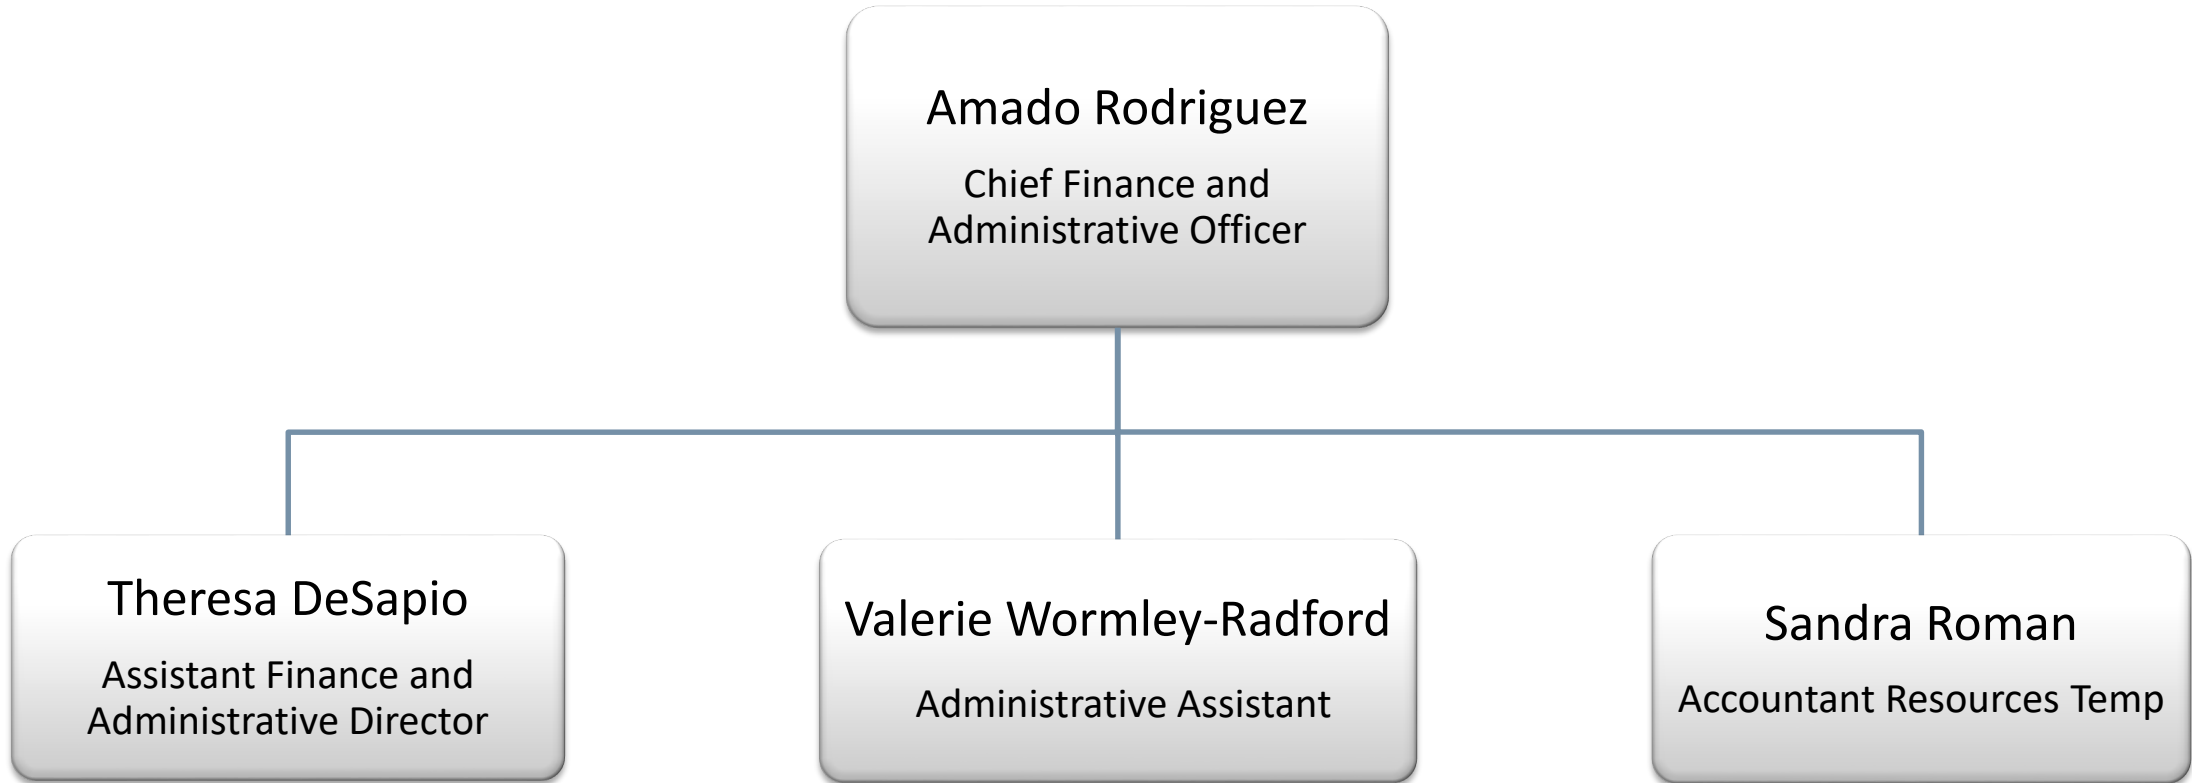 Amado Rodriguez
Chief Finance and
Administrative Officer
Theresa DeSapio
Assistant Finance and
Administrative Director
Valerie Wormley-Radford
Administrative Assistant
Sandra Roman
Accountant Resources Temp